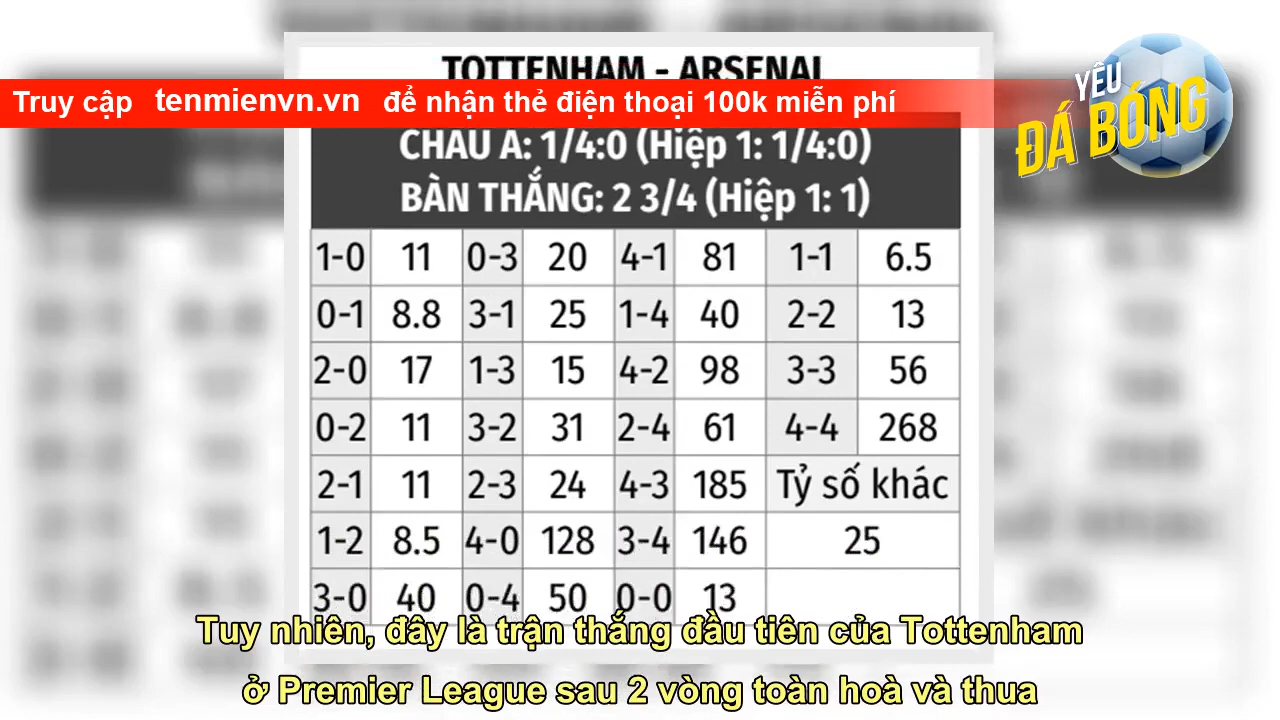 TOTTENHAM - ARSENAL
Truy cập tenmienvn.vn để nhận thẻ điện thoại 100k miễn phí
YÊU
ĐÁ BÓNG
CHÂU Á: 1/4:0 (Hiệp 1: 1/4:0)
BÀN THẮNG: 2 3/4 (Hiệp 1: 1)
1-0 11 0-3 20 4-1 81 1-1 6.5
0-1 8.8 3-1 25 1-4 40 2-2 13
2-0 17 1-3 15 4-2 98 3-3 56
0-2 11 3-2 31 2-4 61 4-4 268
2-1 11 2-3 24 4-3 185 Tỷ số khác
1-2 8.5 4-0 128 3-4 146 25
3-0 40 0-4 50 0-0 13
Tuy nhiên, đây là trận thắng đầu tiên của Tottenham
ở Premier League sau 2 vòng toàn hoà và thua